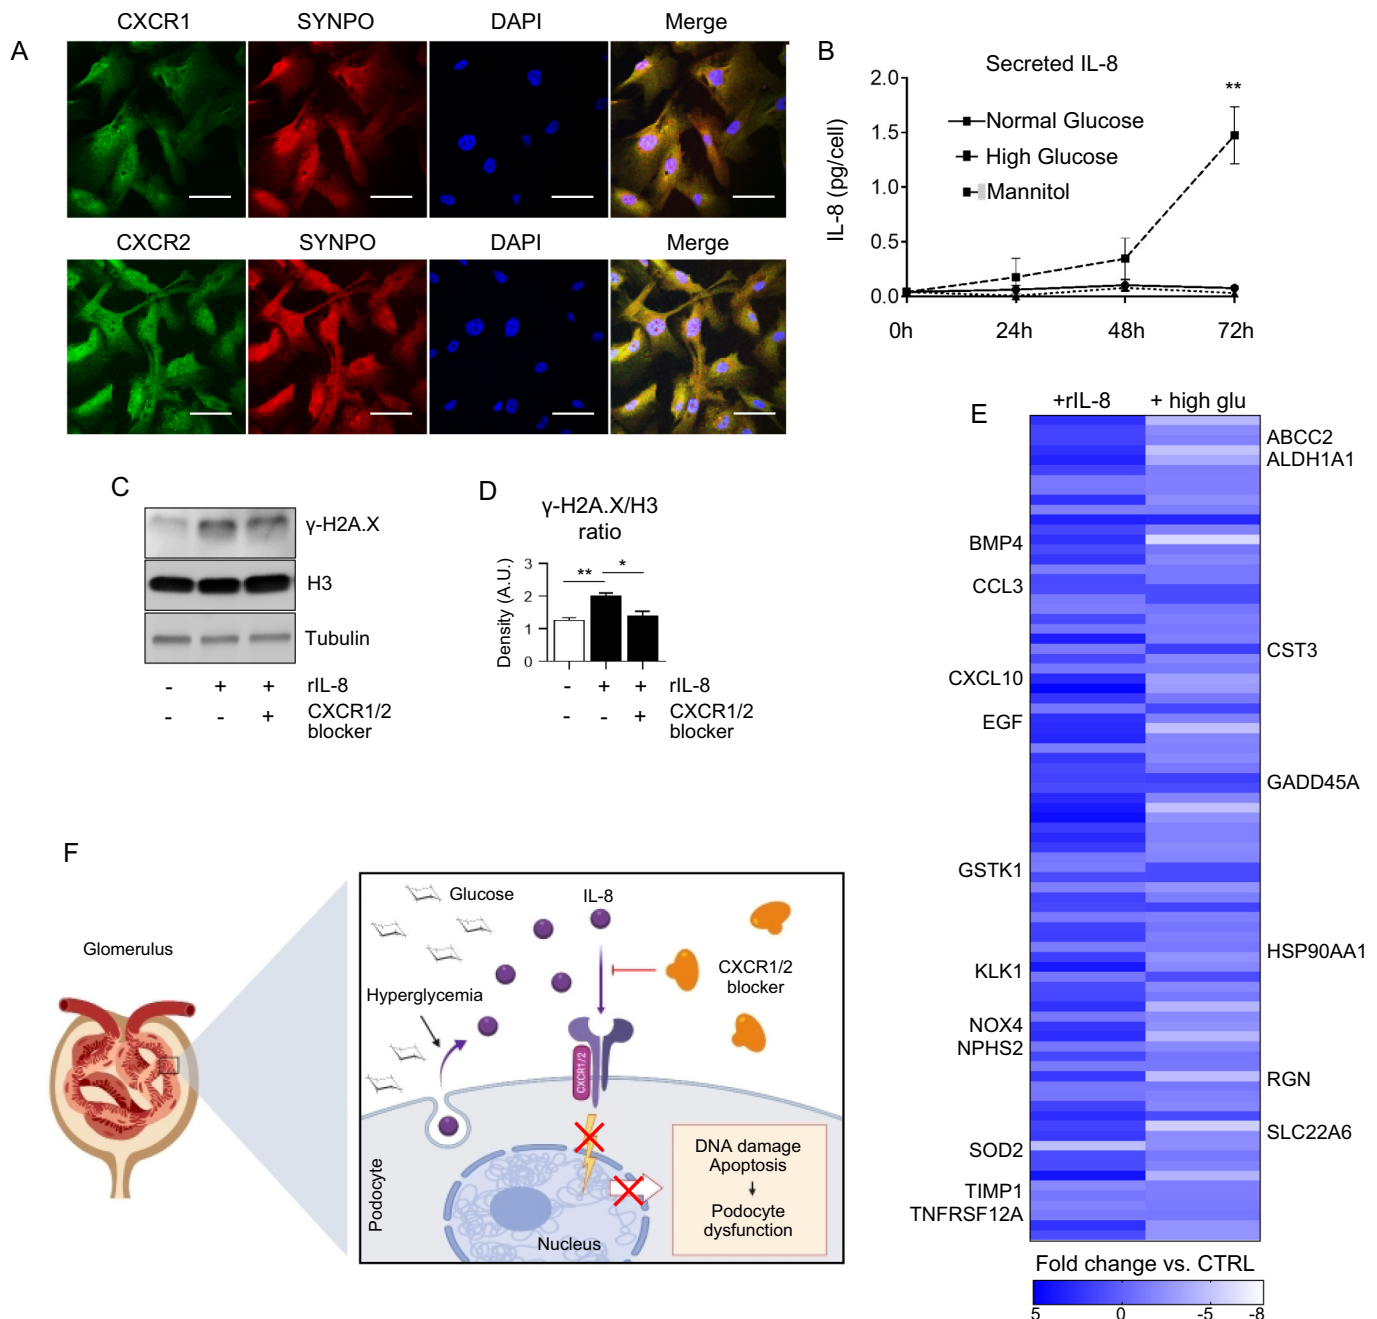 A
CXCR1
SYNPO
DAPI
Merge
CXCR2
SYNPO
DAPI
Merge
B
Secreted IL-8
IL-8 (pg/cell)
2.0
1.5
1.0
0.5
0.0
Normal Glucose
High Glucose
Mannitol
**
0h
24h
48h
72h
C
γ-H2A.X
H3
Tubulin
- + + rIL-8
- - + CXCR1/2
blocker
D
γ-H2A.X/H3
ratio
Density (A.U.)
3
2
1
0
**
*
- + + rIL-8
- - + CXCR1/2
blocker
E
+rIL-8
+ high glu
ABCC2
ALDH1A1
BMP4
CCL3
CST3
CXCL10
EGF
GADD45A
GSTK1
HSP90AA1
KLK1
NOX4
NPHS2
RGN
SLC22A6
SOD2
TIMP1
TNFRSF12A
Fold change vs. CTRL
5 0 -5 -8
F
Glomerulus
Glucose
IL-8
Hyperglycemia
CXCR1/2
blocker
CXCR1/2
Podocyte
Nucleus
DNA damage
Apoptosis
Podocyte
dysfunction